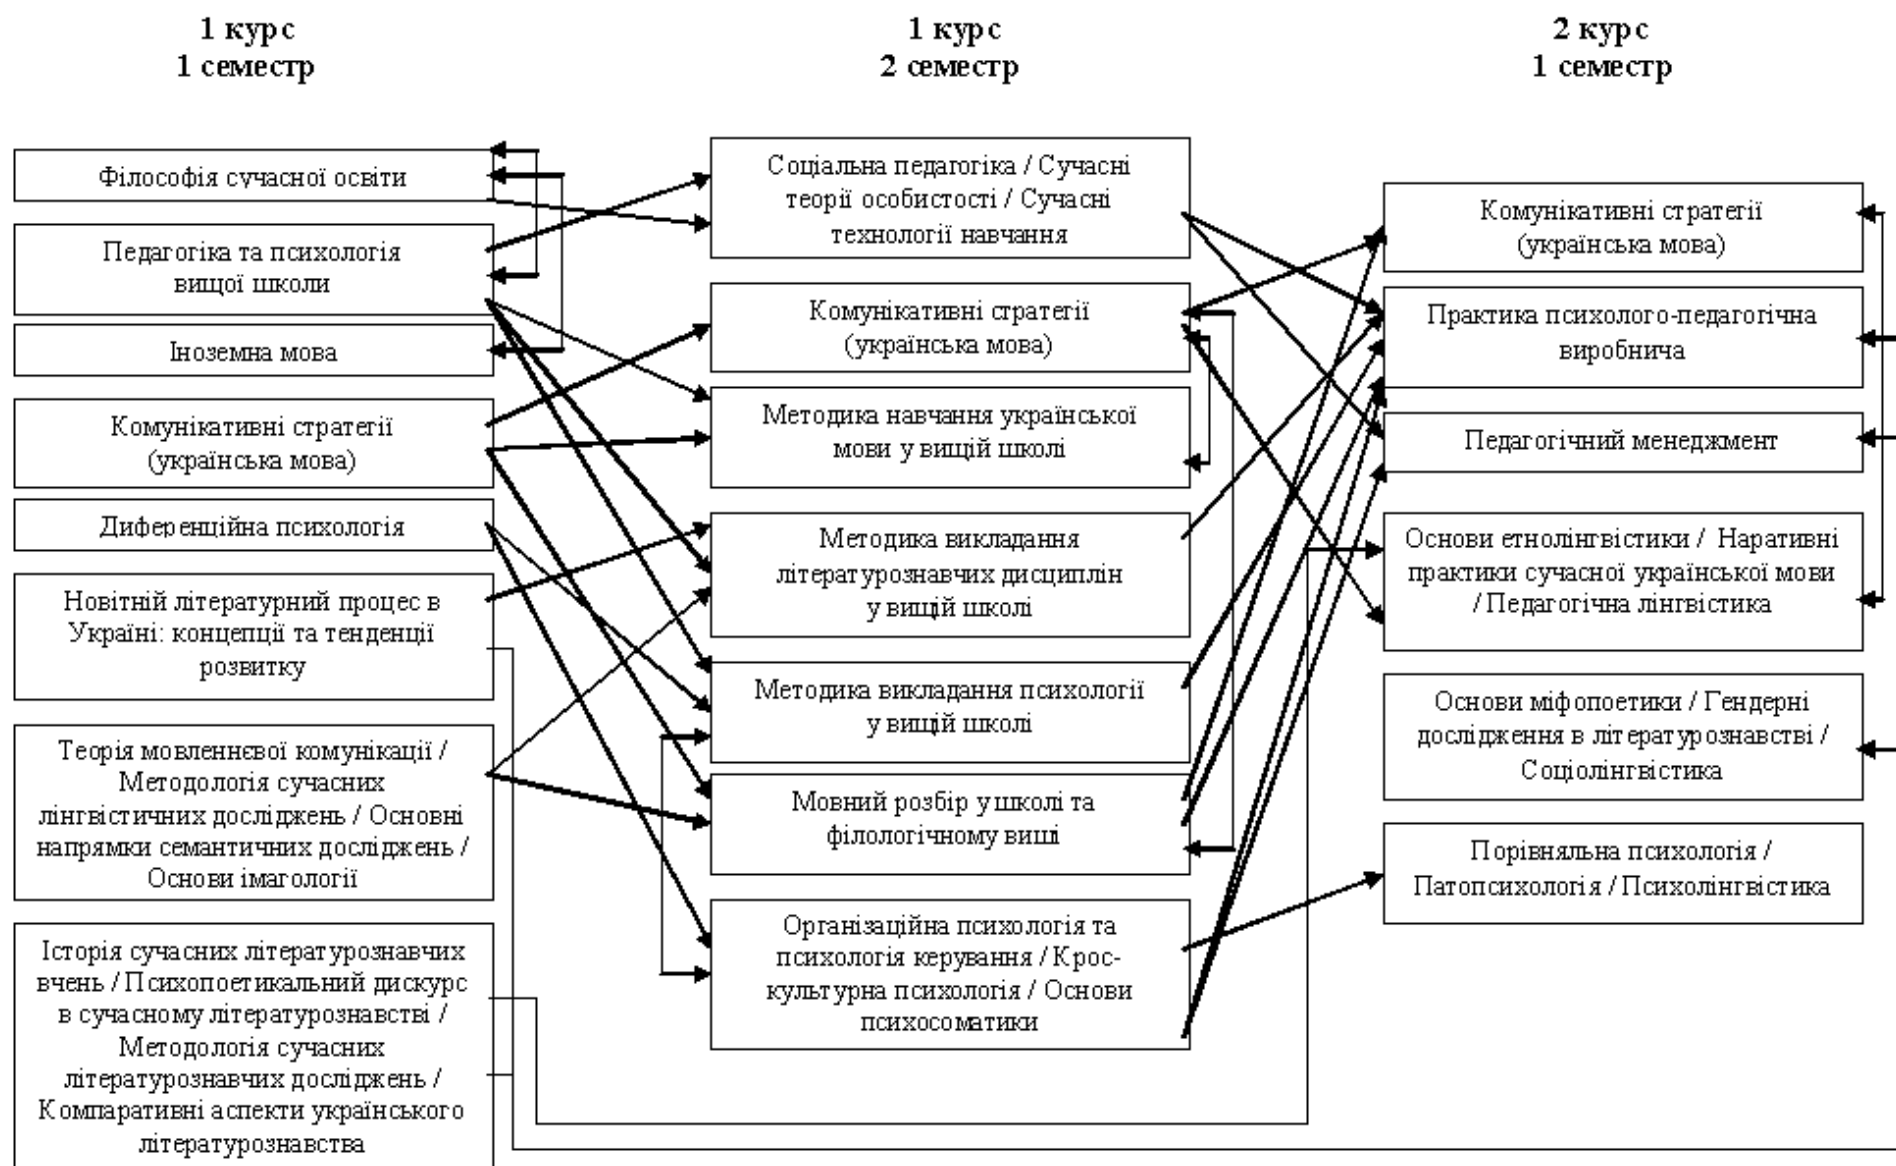 1 курс
1 семестр
1 курс
2 семестр
2 курс
1 семестр
Філософія сучасної освіти
Педагогіка та психологія
вищої школи
Іноземна мова
Комунікативні стратегії
(українська мова)
Диференційна психологія
Новітній літературний процес в
Україні: концепції та тенденції
розвитку
Теорія мовленнєвої комунікації /
Методологія сучасних
лінгвістичних досліджень / Основні
напрямки семантичних досліджень /
Основи імагології
Історія сучасних літературознавчих
вчень / Психопоетикальний дискурс
в сучасному літературознавстві /
Методологія сучасних
літературознавчих досліджень /
Компаративні аспекти українського
літературознавства
Соціальна педагогіка / Сучасні
теорії особистості / Сучасні
технології навчання
Комунікативні стратегії
(українська мова)
Методика навчання української
мови у вищій школі
Методика викладання
літературознавчих дисциплін
у вищій школі
Методика викладання психології
у вищій школі
Мовний розбір у школі та
філологічному виші
Організаційна психологія та
психологія керування / Крос-
культурна психологія / Основи
психосоматики
Комунікативні стратегії
(українська мова)
Практика психолого-педагогічна
виробнича
Педагогічний менеджмент
Основи етнолінгвістики / Наративні
практики сучасної української мови
/ Педагогічна лінгвістика
Основи міфопоетики / Гендерні
дослідження в літературознавстві /
Соціолінгвістика
Порівняльна психологія /
Патопсихологія / Психолінгвістика